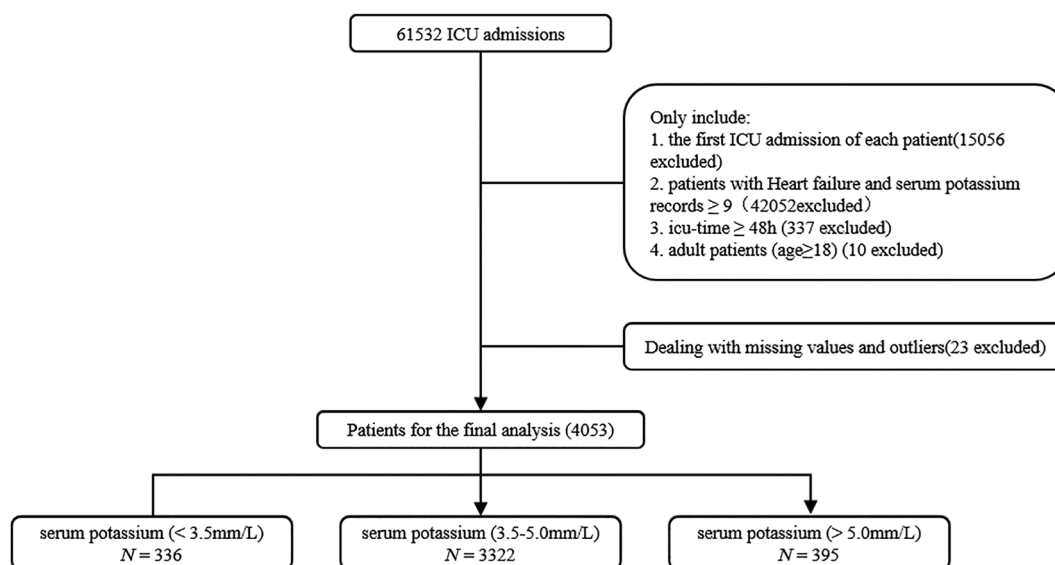 61532 ICU admissions
Only include:
1. the first ICU admission of each patient(15056
excluded)
2. patients with Heart failure and serum potassium
records ≥ 9（42052excluded）
3. icu-time ≥ 48h (337 excluded)
4. adult patients (age≥18) (10 excluded)
Dealing with missing values and outliers(23 excluded)
Patients for the final analysis (4053)
serum potassium (< 3.5mm/L)
N = 336
serum potassium (3.5-5.0mm/L)
N = 3322
serum potassium (> 5.0mm/L)
N = 395